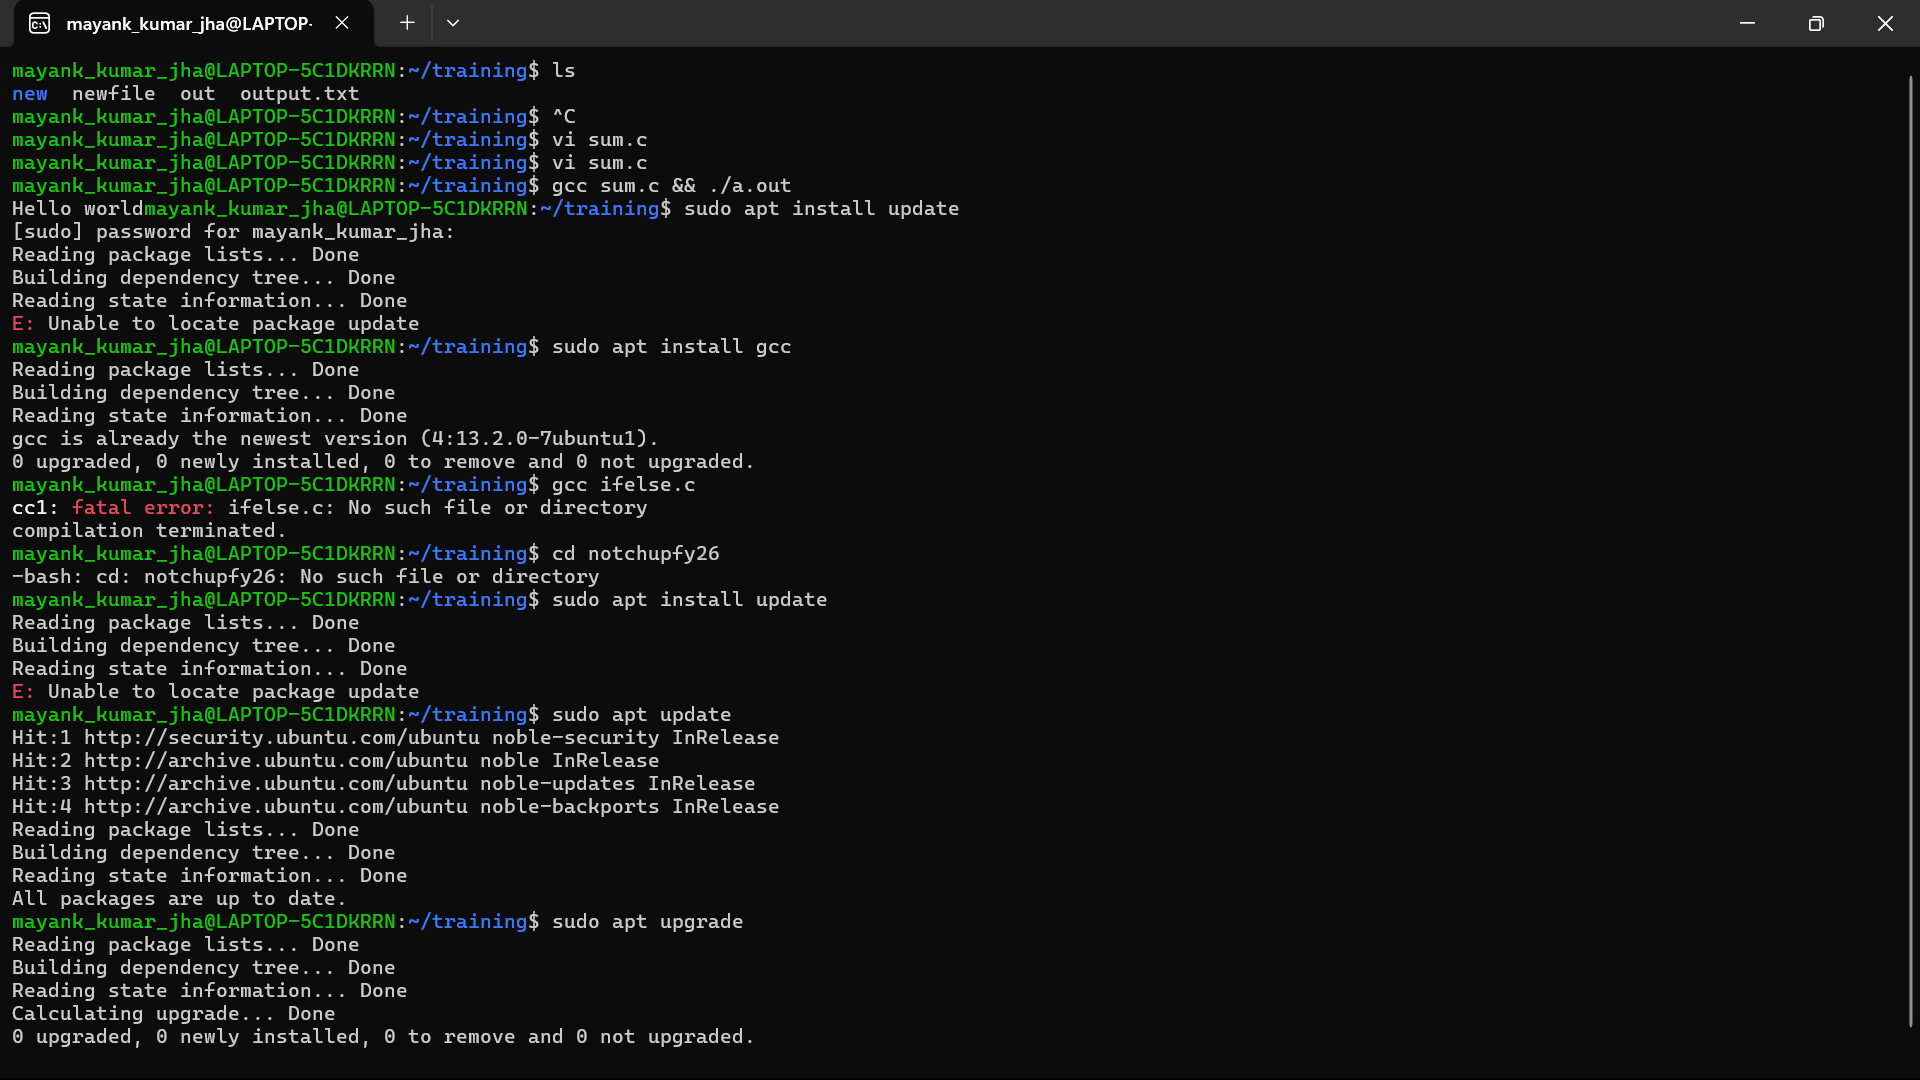 mayank_kumar_jha@LAPTOP-
mayank_kumar_jha@LAPTOP-5C1DKRRN:~/training$ ls
new  newfile  out  output.txt
mayank_kumar_jha@LAPTOP-5C1DKRRN:~/training$ ^C
mayank_kumar_jha@LAPTOP-5C1DKRRN:~/training$ vi sum.c
mayank_kumar_jha@LAPTOP-5C1DKRRN:~/training$ vi sum.c
mayank_kumar_jha@LAPTOP-5C1DKRRN:~/training$ gcc sum.c && ./a.out
Hello worldmayank_kumar_jha@LAPTOP-5C1DKRRN:~/training$ sudo apt install update
[sudo] password for mayank_kumar_jha:
Reading package lists... Done
Building dependency tree... Done
Reading state information... Done
E: Unable to locate package update
mayank_kumar_jha@LAPTOP-5C1DKRRN:~/training$ sudo apt install gcc
Reading package lists... Done
Building dependency tree... Done
Reading state information... Done
gcc is already the newest version (4:13.2.0-7ubuntu1).
0 upgraded, 0 newly installed, 0 to remove and 0 not upgraded.
mayank_kumar_jha@LAPTOP-5C1DKRRN:~/training$ gcc ifelse.c
cc1: fatal error: ifelse.c: No such file or directory
compilation terminated.
mayank_kumar_jha@LAPTOP-5C1DKRRN:~/training$ cd notchupfy26
-bash: cd: notchupfy26: No such file or directory
mayank_kumar_jha@LAPTOP-5C1DKRRN:~/training$ sudo apt install update
Reading package lists... Done
Building dependency tree... Done
Reading state information... Done
E: Unable to locate package update
mayank_kumar_jha@LAPTOP-5C1DKRRN:~/training$ sudo apt update
Hit:1 http://security.ubuntu.com/ubuntu noble-security InRelease
Hit:2 http://archive.ubuntu.com/ubuntu noble InRelease
Hit:3 http://archive.ubuntu.com/ubuntu noble-updates InRelease
Hit:4 http://archive.ubuntu.com/ubuntu noble-backports InRelease
Reading package lists... Done
Building dependency tree... Done
Reading state information... Done
All packages are up to date.
mayank_kumar_jha@LAPTOP-5C1DKRRN:~/training$ sudo apt upgrade
Reading package lists... Done
Building dependency tree... Done
Reading state information... Done
Calculating upgrade... Done
0 upgraded, 0 newly installed, 0 to remove and 0 not upgraded.